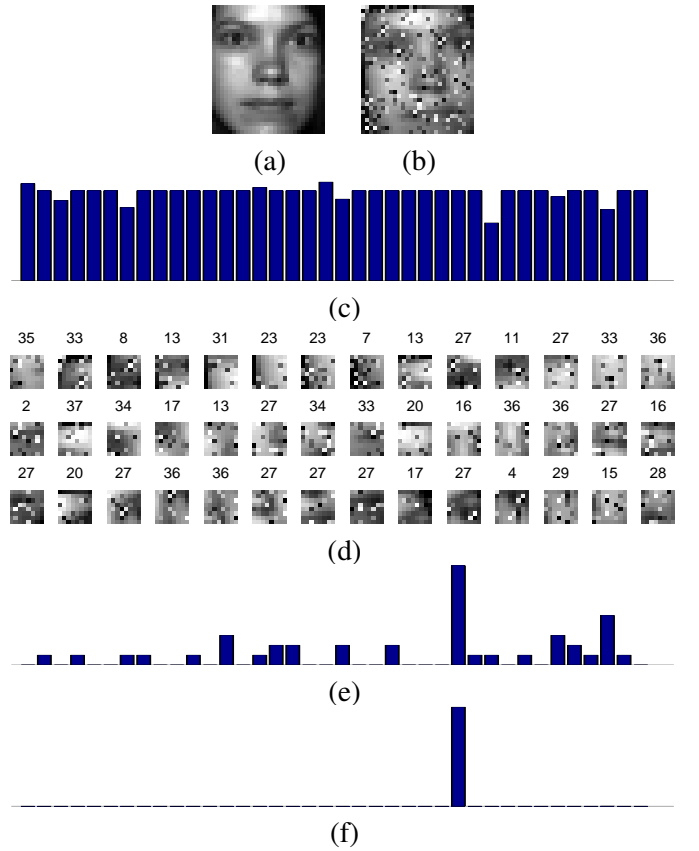 (a) (b)
(c)
35 33 8 13 31 23 23 7 13 27 11 27 33 36
2 37 34 17 13 27 34 33 20 16 36 36 27 16
27 20 27 36 36 27 27 27 17 27 4 29 15 28
(d)
(e)
(f)